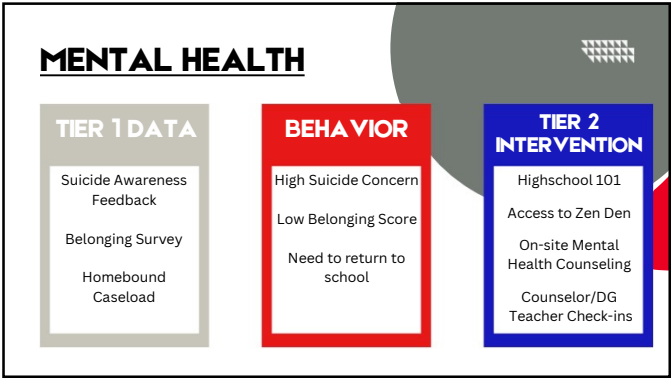 MENTAL HEALTH
TIER 1 DATA
Suicide Awareness
Feedback
Belonging Survey
Homebound
Caseload
BEHAVIOR
High Suicide Concern
Low Belonging Score
Need to return to
school
TIER 2
INTERVENTION
Highschool 101
Access to Zen Den
On-site Mental
Health Counseling
Counselor/DG
Teacher Check-ins